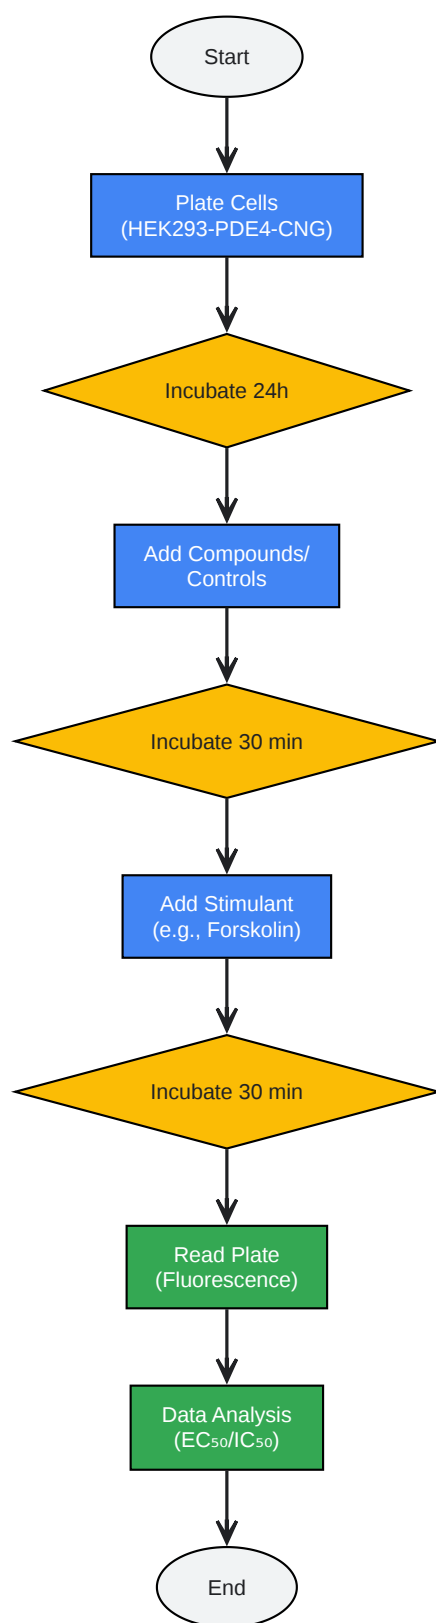 Start
Plate Cells
(HEK293-PDE4-CNG)
Incubate 24h
Add Compounds/
Controls
Incubate 30 min
Add Stimulant
(e.g., Forskolin)
Incubate 30 min
Read Plate
(Fluorescence)
Data Analysis
(EC₅₀/IC₅₀)
End